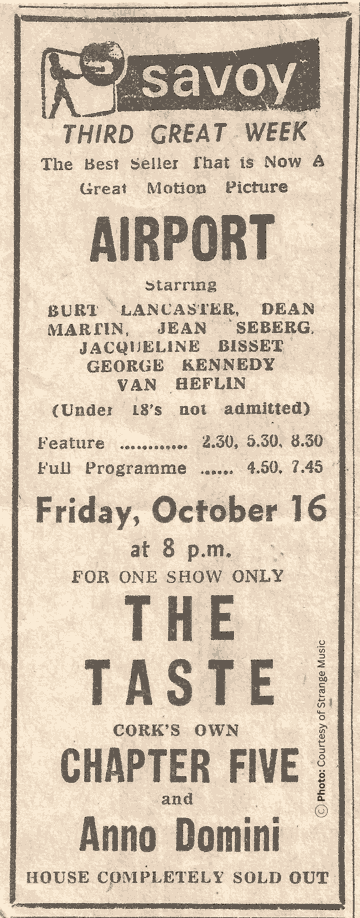 savoy
THIRD GREAT WEEK
The Best Seller That is Now A
Great Motion Picture
AIRPORT
Starring
BURT LANCASTER, DEAN
MARTIN, JEAN SEBERG,
JACQUELINE BISSET
GEORGE KENNEDY
VAN HEFLIN
(Under 18's not admitted)
Feature ............ 2.30, 5.30, 8.30
Full Programme ...... 4.50, 7.45
Friday, October 16
at 8 p.m.
FOR ONE SHOW ONLY
THE
TASTE
CORK'S OWN
CHAPTER FIVE
and
Anno Domini
HOUSE COMPLETELY SOLD OUT
© Photo: Courtesy of Strange Music